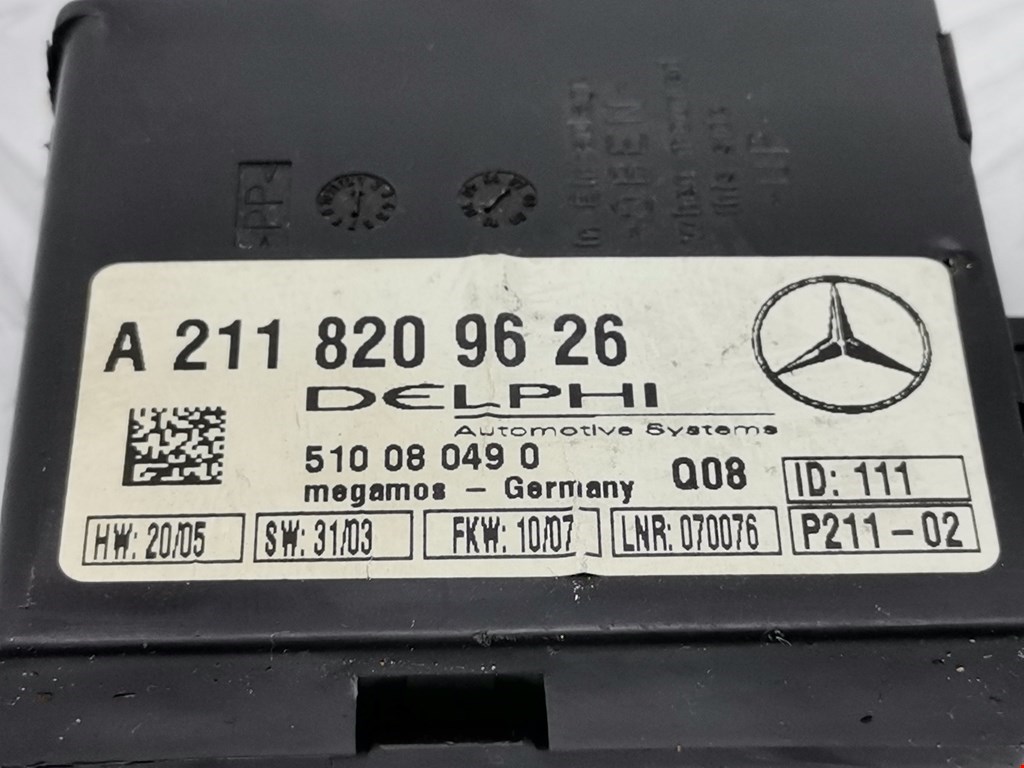 >PP<
A 211 820 96 26
DELPHI
Automotive Systems
510 08 049 0
megamos - Germany
Q08
ID: 111
HW: 20/05
SW: 31/03
FKW: 10/07
LNR: 070076
P211-02